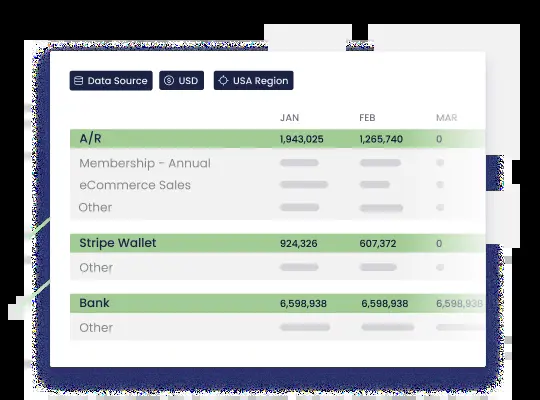 Data Source USD USA Region
JAN FEB MAR
A/R 1,943,025 1,265,740 0
Membership - Annual
eCommerce Sales
Other
Stripe Wallet 924,326 607,372 0
Other
Bank 6,598,938 6,598,938 6,598,938
Other